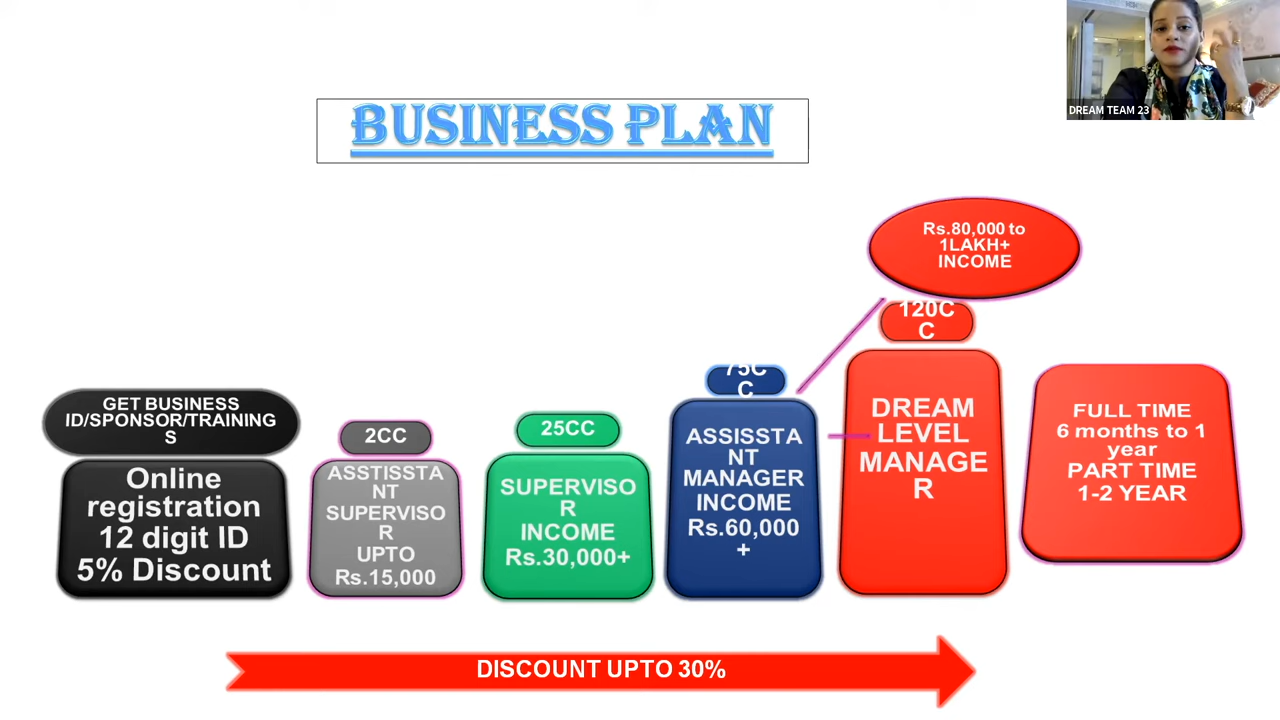 DREAM TEAM 23
BUSINESS PLAN
Rs.80,000 to
1LAKH+
INCOME
120C
C
75C
C
GET BUSINESS
ID/SPONSOR/TRAINING
S
2CC
25CC
Online
registration
12 digit ID
5% Discount
ASSTISSTA
NT
SUPERVISO
R
UPTO
Rs.15,000
SUPERVISO
R
INCOME
Rs.30,000+
ASSISSTA
NT
MANAGER
INCOME
Rs.60,000
+
DREAM
LEVEL
MANAGE
R
FULL TIME
6 months to 1
year
PART TIME
1-2 YEAR
DISCOUNT UPTO 30%